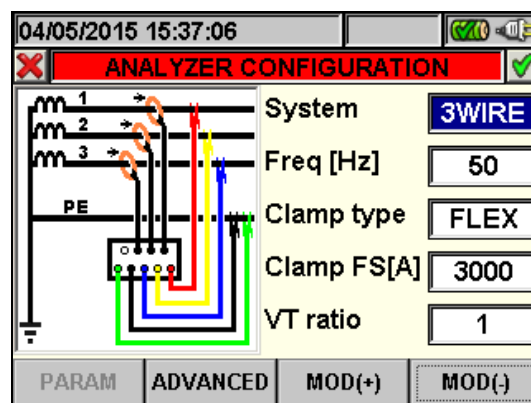 04/05/2015 15:37:06
ANALYZER CONFIGURATION
1
2
3
PE
System 3WIRE
Freq [Hz] 50
Clamp type FLEX
Clamp FS[A] 3000
VT ratio 1
PARAM ADVANCED MOD(+) MOD(-)